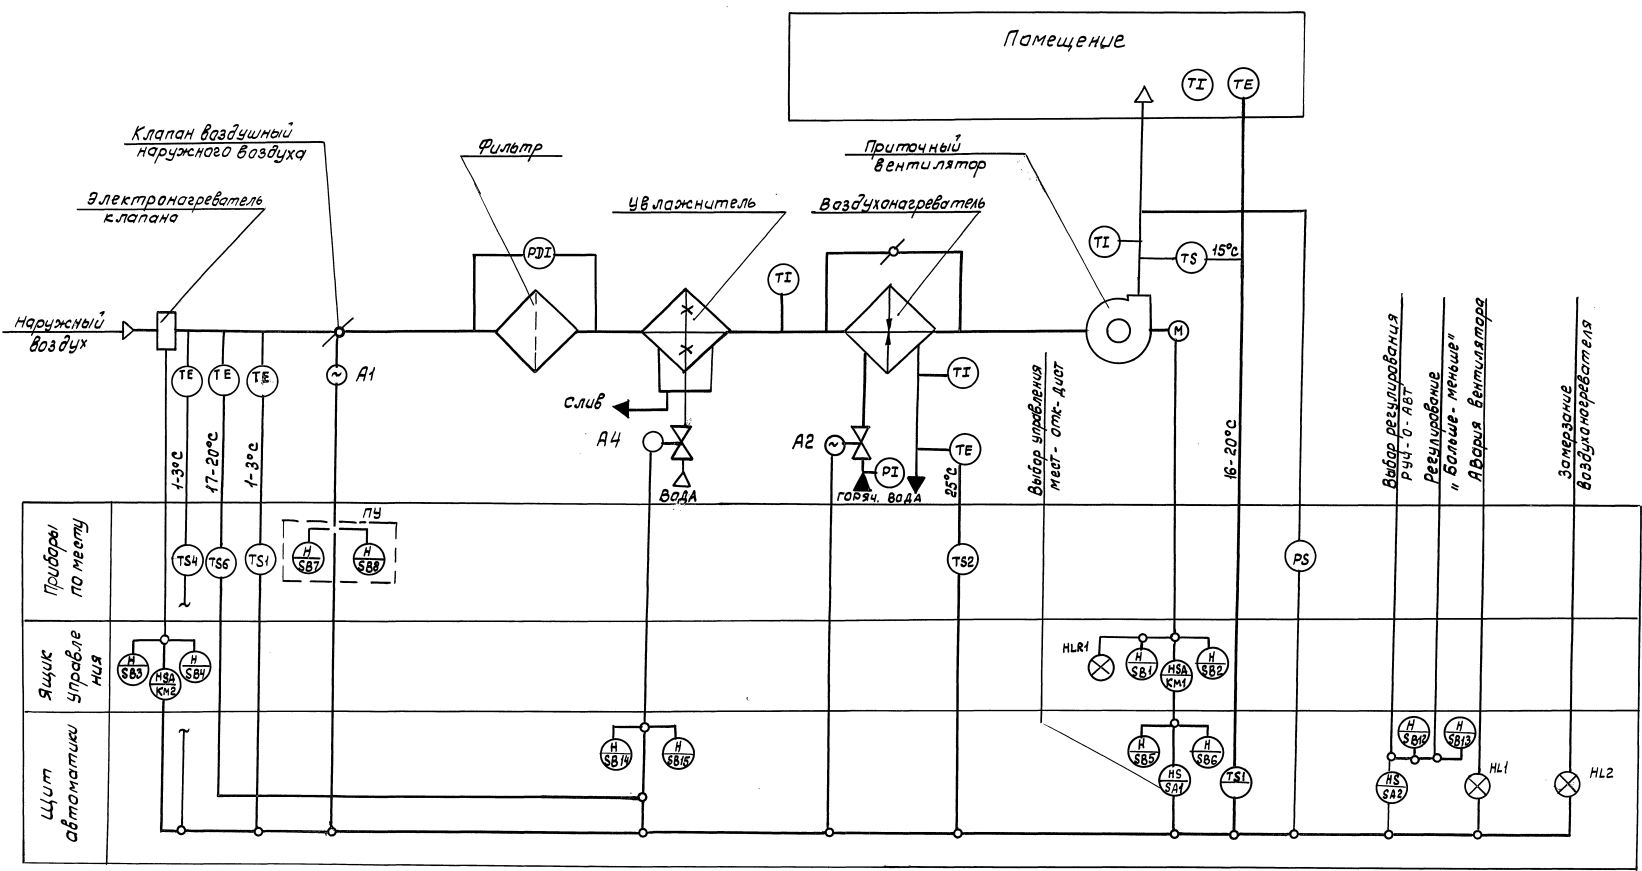 Помещение
TI
TE
Клапан воздушный
наружного воздуха
Фильтр
Приточный
вентилятор
Электронагреватель
клапана
Увлажнитель
Воздухонагреватель
PDI
TI
TI
TS
15°С
Наружный
воздух
M
TE
TE
TE
A1
TI
слив
A4
A2
TE
PI
вода
горяч. вода
1-3°С
17-20°С
1-3°С
25°С
Выбор управления
мест-отк-дист
16-20°С
Выбор регулирования
руч-о-авт
Регулирование
"больше-меньше"
Авария вентилятора
Замерзание
воздухонагревателя
Приборы
по месту
TS4
TS6
TS1
ПУ
H
SB7
H
SB8
TS2
PS
Ящик
управле
ния
H
SB3
HSA
KM2
H
SB4
HLR1
H
SB1
HSA
KM1
H
SB2
Щит
автоматики
H
SB14
H
SB15
H
SB5
H
SB6
HS
SA1
TS1
H
SB12
H
SB13
HS
SA2
HL1
HL2